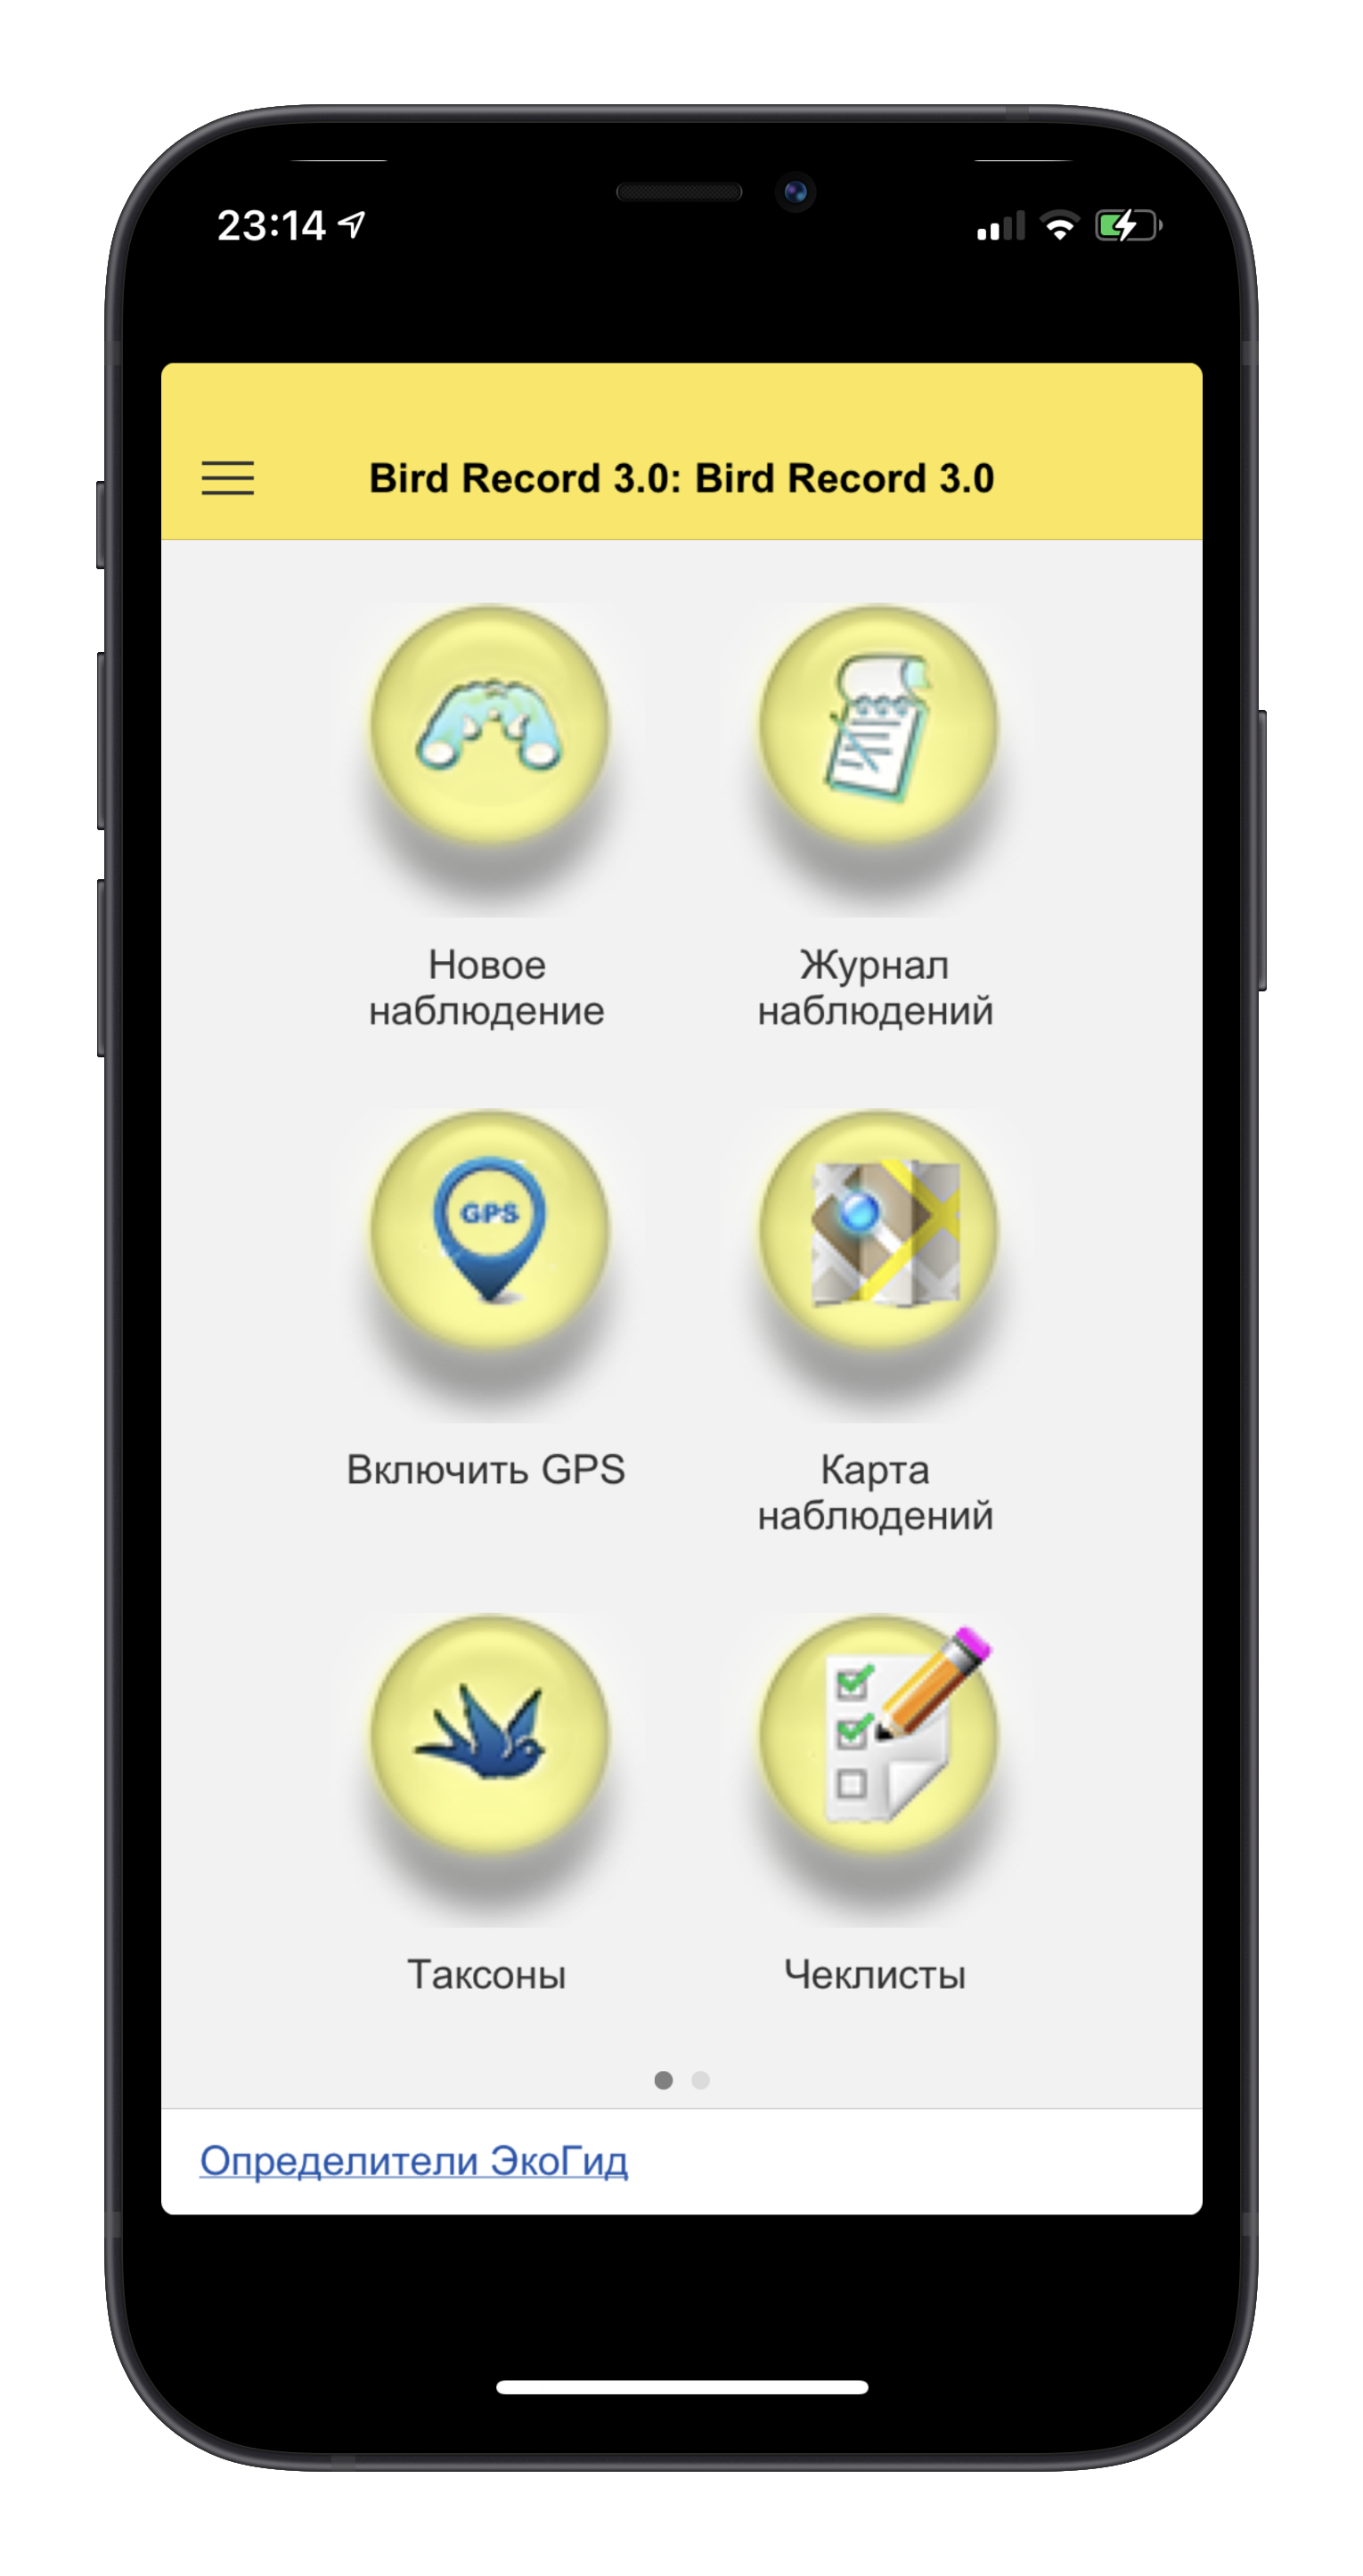 23:14
Bird Record 3.0: Bird Record 3.0
Новое
наблюдение
Журнал
наблюдений
GPS
Включить GPS
Карта
наблюдений
Таксоны
Чеклисты
Определители ЭкоГид